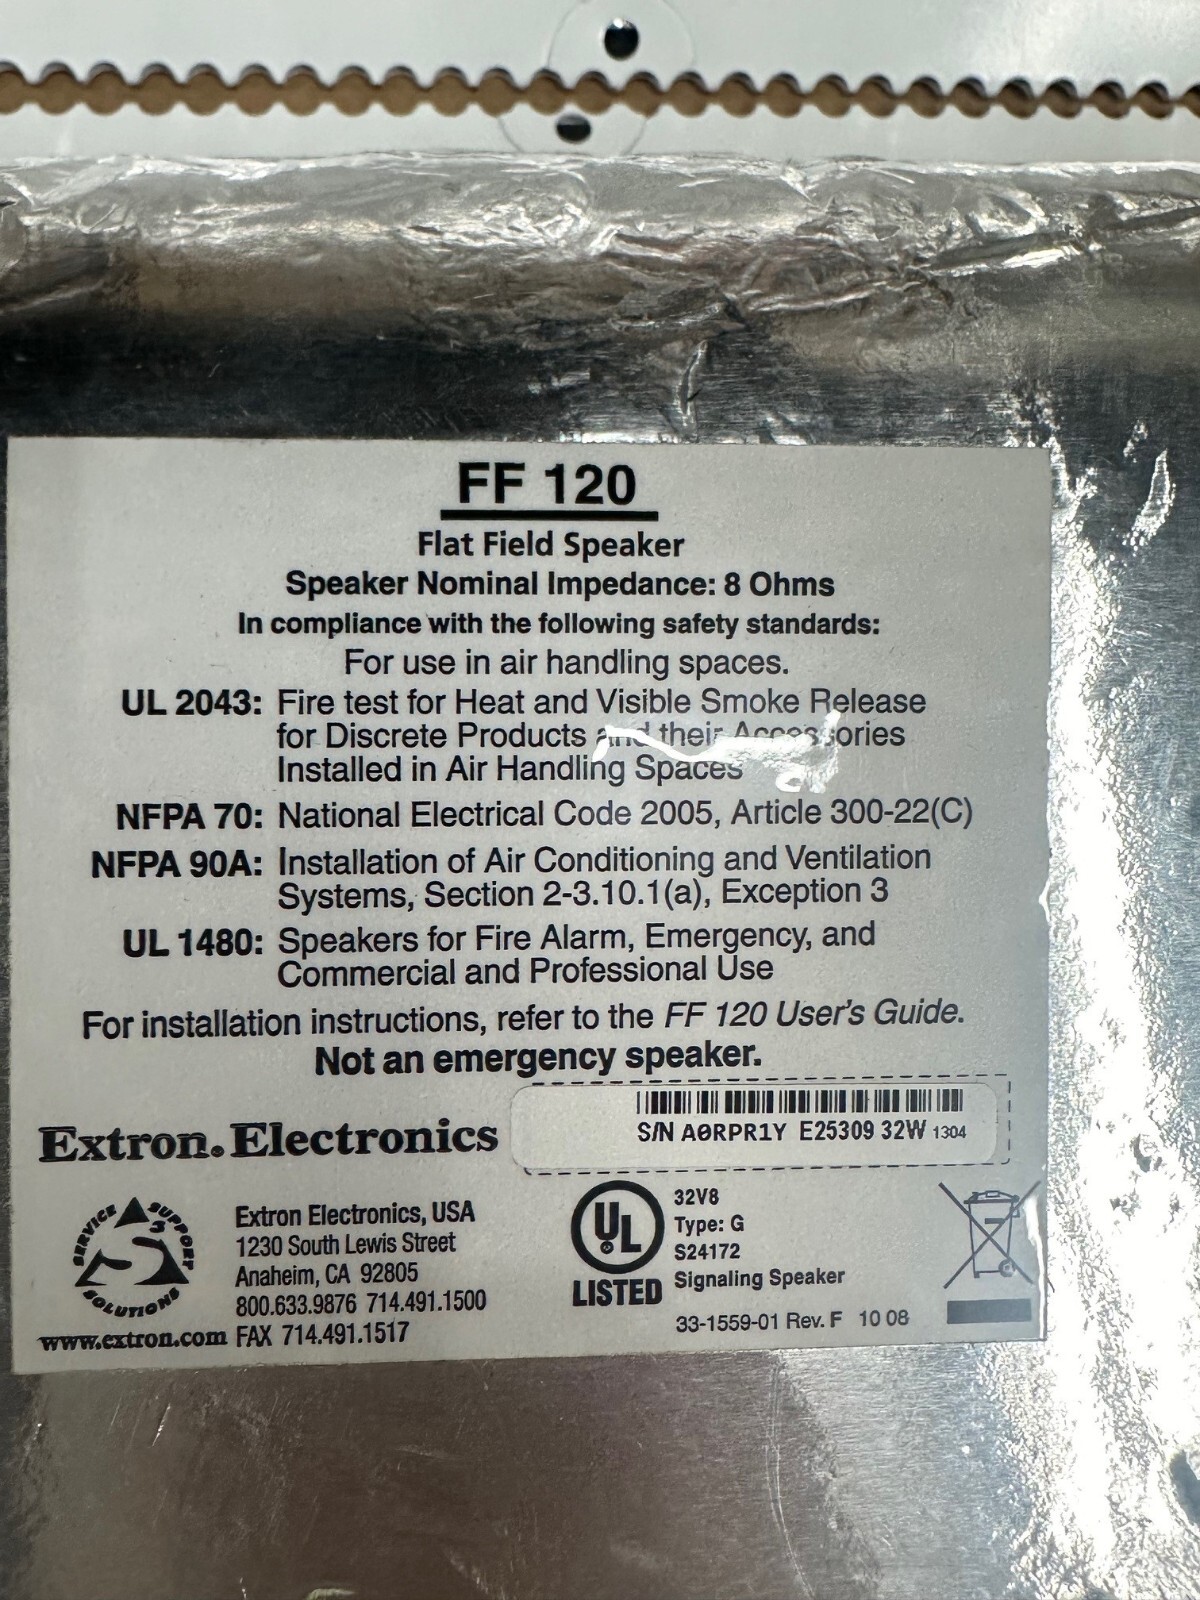 FF 120
Flat Field Speaker
Speaker Nominal Impedance: 8 Ohms
In compliance with the following safety standards:
For use in air handling spaces.
UL 2043: Fire test for Heat and Visible Smoke Release
for Discrete Products and their Accessories
Installed in Air Handling Spaces
NFPA 70: National Electrical Code 2005, Article 300-22(C)
NFPA 90A: Installation of Air Conditioning and Ventilation
Systems, Section 2-3.10.1(a), Exception 3
UL 1480: Speakers for Fire Alarm, Emergency, and
Commercial and Professional Use
For installation instructions, refer to the FF 120 User's Guide.
Not an emergency speaker.
S/N A0RPR1Y E25309 32W 1304
Extron Electronics
SERVICE SUPPORT SOLUTIONS
S3
www.extron.com
Extron Electronics, USA
1230 South Lewis Street
Anaheim, CA 92805
800.633.9876 714.491.1500
FAX 714.491.1517
UL
LISTED
32V8
Type: G
S24172
Signaling Speaker
33-1559-01 Rev. F 10 08